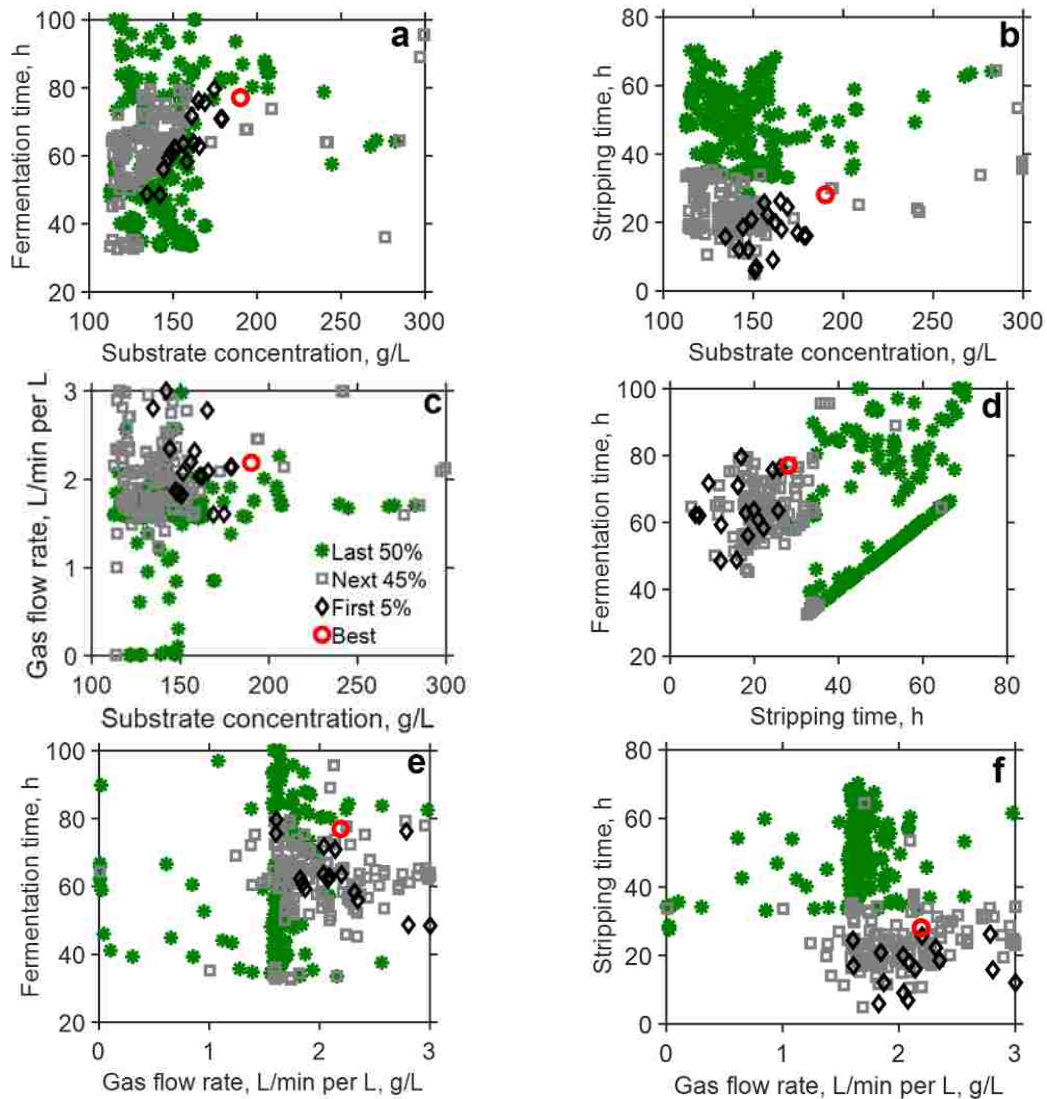 a
Fermentation time, h
100
80
60
40
20
100 150 200 250 300
Substrate concentration, g/L
b
Stripping time, h
80
60
40
20
0
100 150 200 250 300
Substrate concentration, g/L
c
Gas flow rate, L/min per L
3
2
1
0
Last 50%
Next 45%
First 5%
Best
100 150 200 250 300
Substrate concentration, g/L
d
Fermentation time, h
100
80
60
40
20
0 20 40 60 80
Stripping time, h
e
Fermentation time, h
100
80
60
40
20
0 1 2 3
Gas flow rate, L/min per L, g/L
f
Stripping time, h
80
60
40
20
0
0 1 2 3
Gas flow rate, L/min per L, g/L